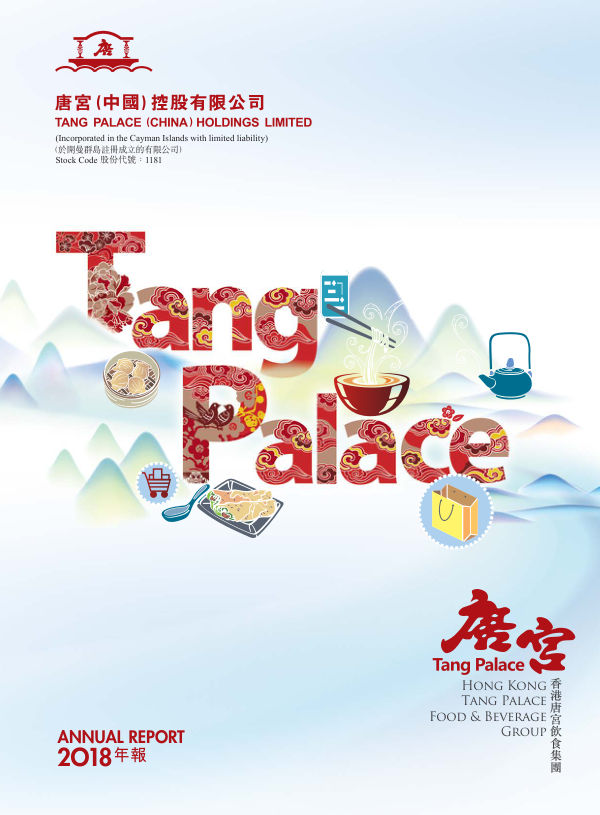 唐
唐宮(中國)控股有限公司
TANG PALACE (CHINA) HOLDINGS LIMITED
(Incorporated in the Cayman Islands with limited liability)
(於開曼群島註冊成立的有限公司)
Stock Code 股份代號：1181
Tang
Palace
唐宮
Tang Palace
HONG KONG
TANG PALACE
FOOD & BEVERAGE
GROUP
香港唐宮飲食集團
ANNUAL REPORT
2018年報